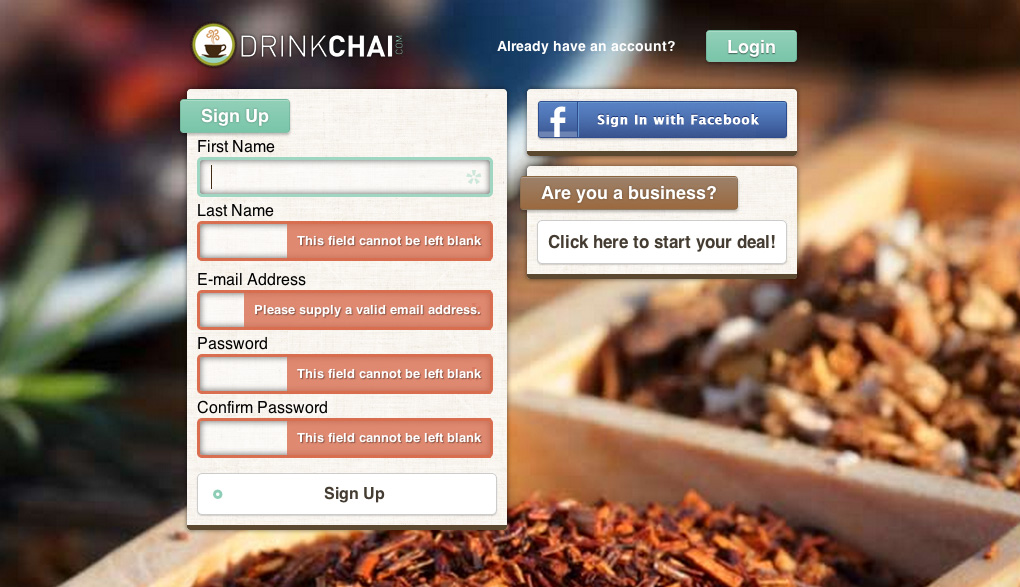 DRINKCHAI.COM
Already have an account?
Login
Sign Up
First Name
Last Name
This field cannot be left blank
E-mail Address
Please supply a valid email address.
Password
This field cannot be left blank
Confirm Password
This field cannot be left blank
Sign Up
f Sign In with Facebook
Are you a business?
Click here to start your deal!